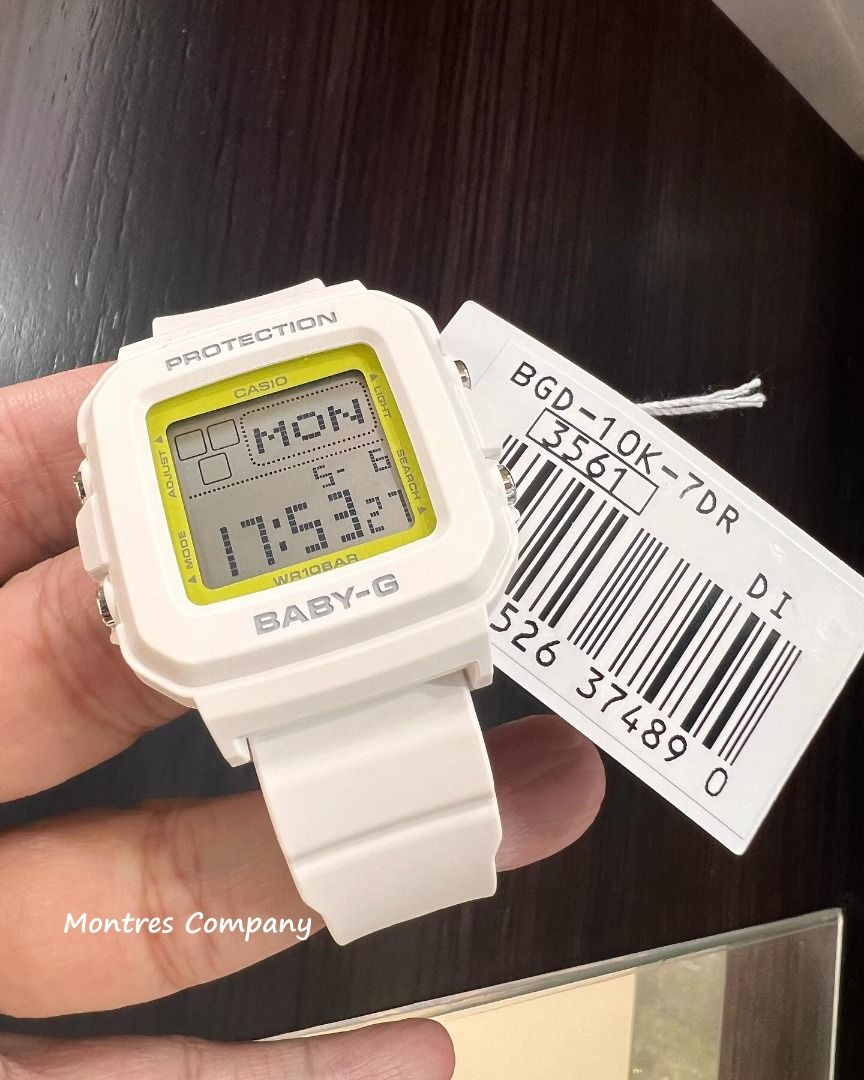 PROTECTION
CASIO
LIGHT
ADJUST
SEARCH
MODE
MON
5- 6
17:53 27
WR10BAR
BABY-G
BGD-10K-7DR
3561
DI
526 37489 0
Montres Company